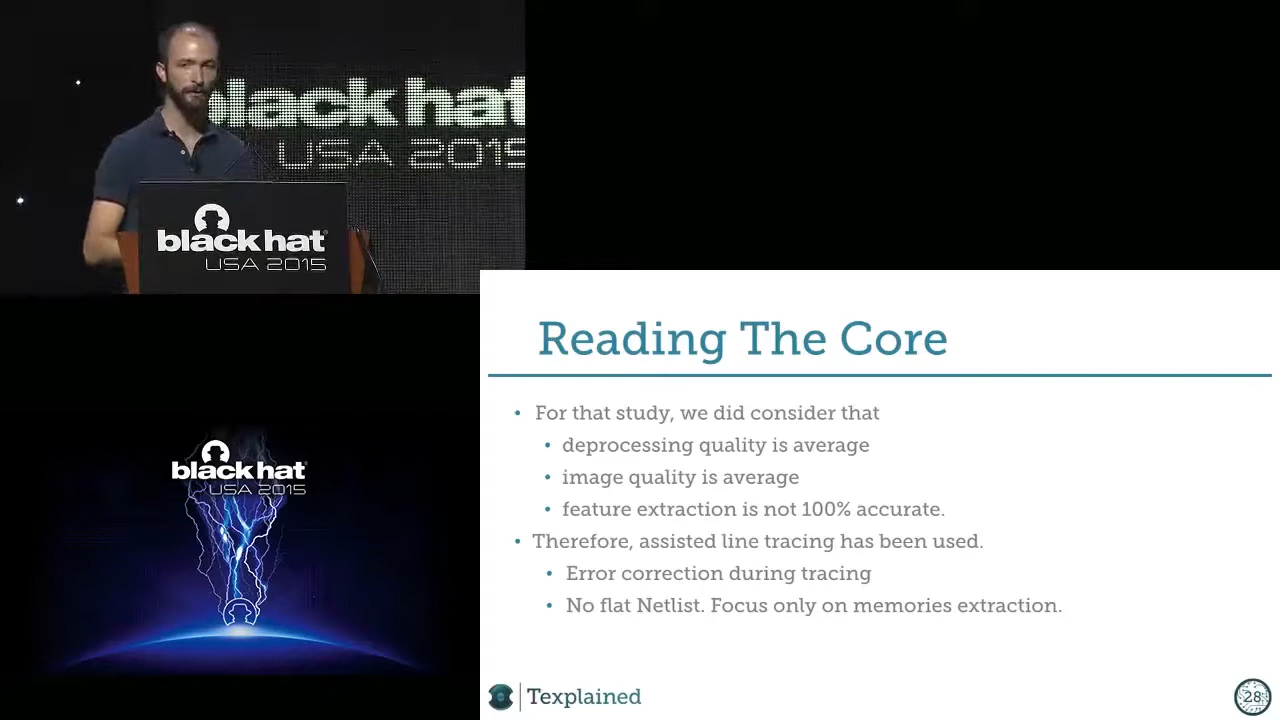 black hat
USA 2015
black hat
USA 2015
Reading The Core
• For that study, we did consider that
• deprocessing quality is average
• image quality is average
• feature extraction is not 100% accurate.
• Therefore, assisted line tracing has been used.
• Error correction during tracing
• No flat Netlist. Focus only on memories extraction.
black hat
USA 2015
Texplained
28